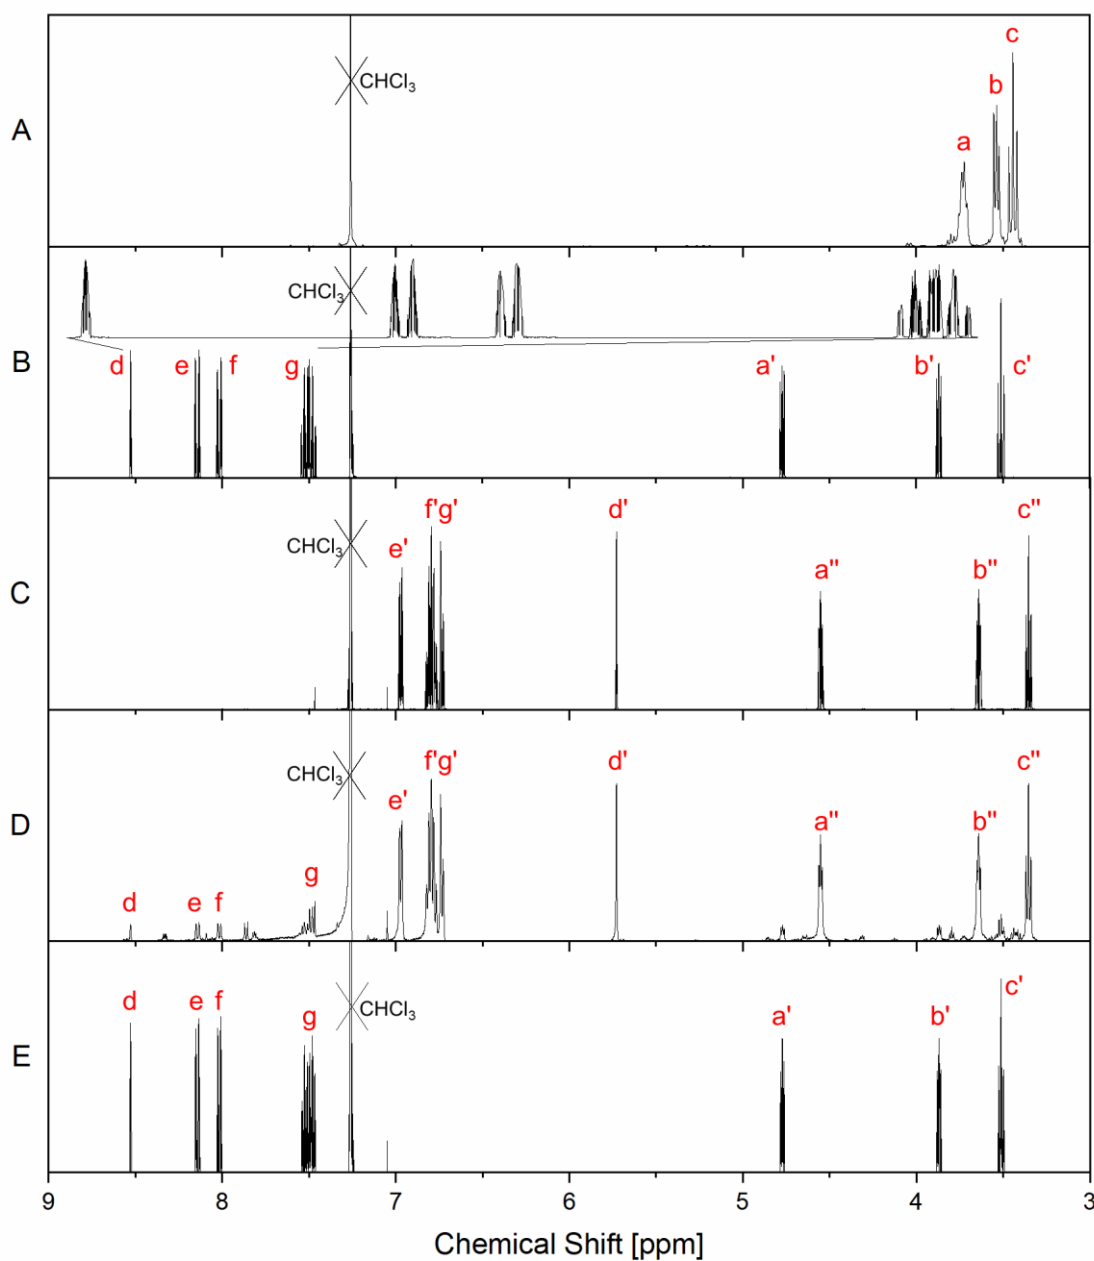 c
b
a
CHCl₃
A
CHCl₃
d e f g a' b' c'
B
f'g' d' c''
CHCl₃
e' a'' b''
C
f'g' d' c''
CHCl₃
e' a'' b''
D
g
d e f
c'
d e f g CHCl₃ a' b'
E
9 8 7 6 5 4 3
Chemical Shift [ppm]